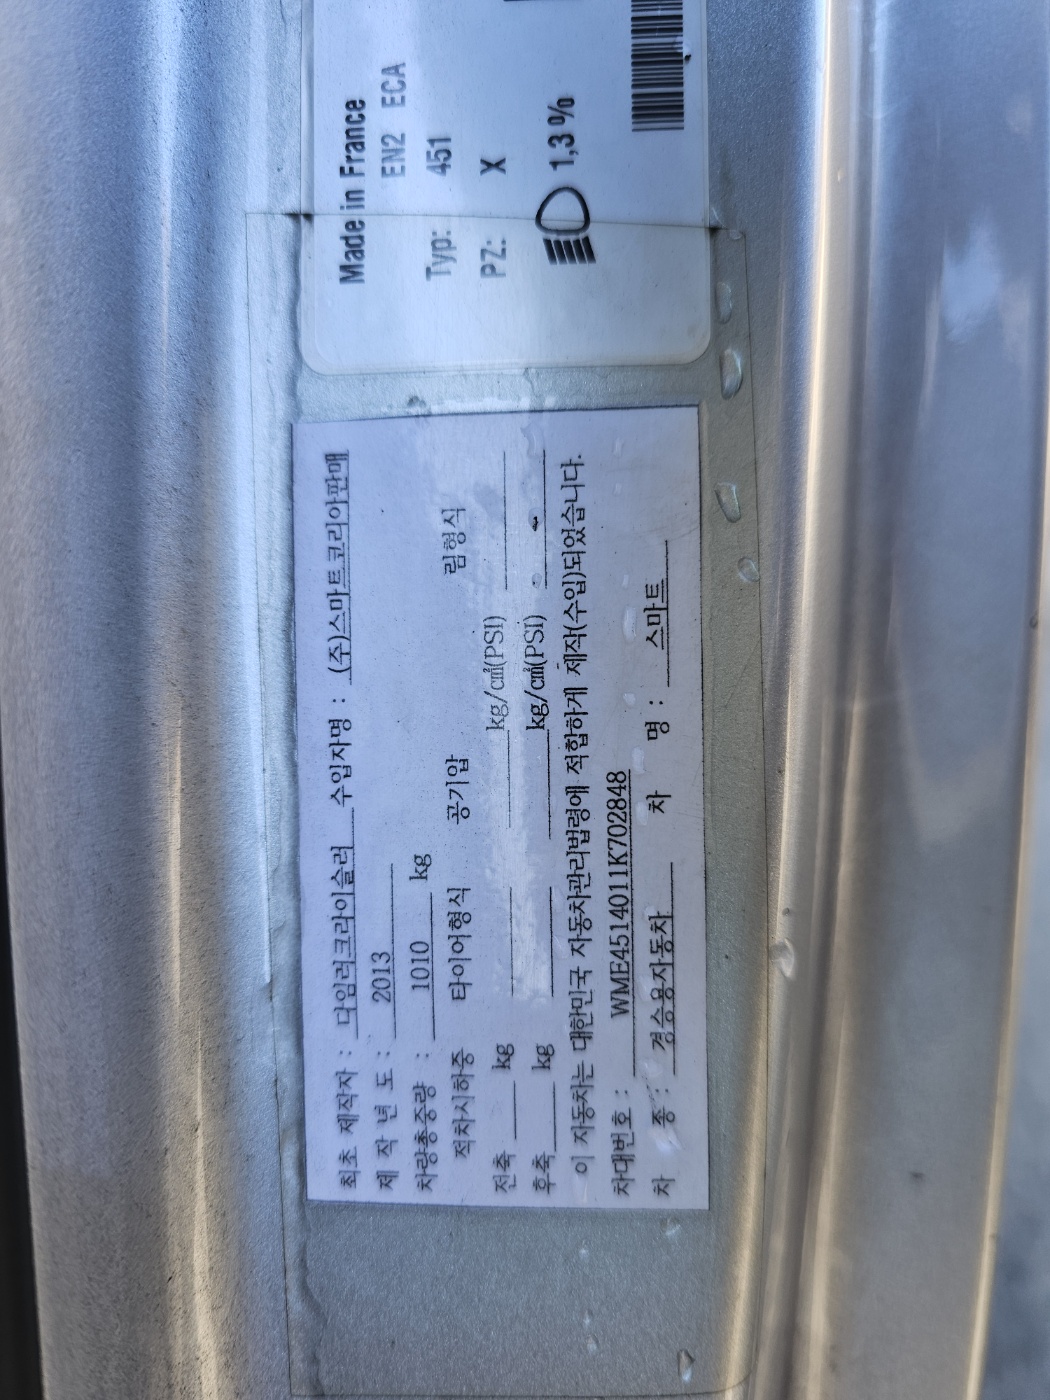 최초 제작자 : 다임러크라이슬러 수입자명 : (주)스마트코리아판매
제 작 년 도 : 2013
차량총중량 : 1010 kg
적차시하중 타이어형식 공기압 림형식
전축 kg kg/㎠(PSI)
후축 kg kg/㎠(PSI)
이 자동차는 대한민국 자동차관리법령에 적합하게 제작(수입)되었습니다.
차대번호 : WME4514011K702848
차 종 : 경승용자동차 차 명 : 스마트
Made in France
EN2 ECA
Typ: 451
PZ: X
1,3 %